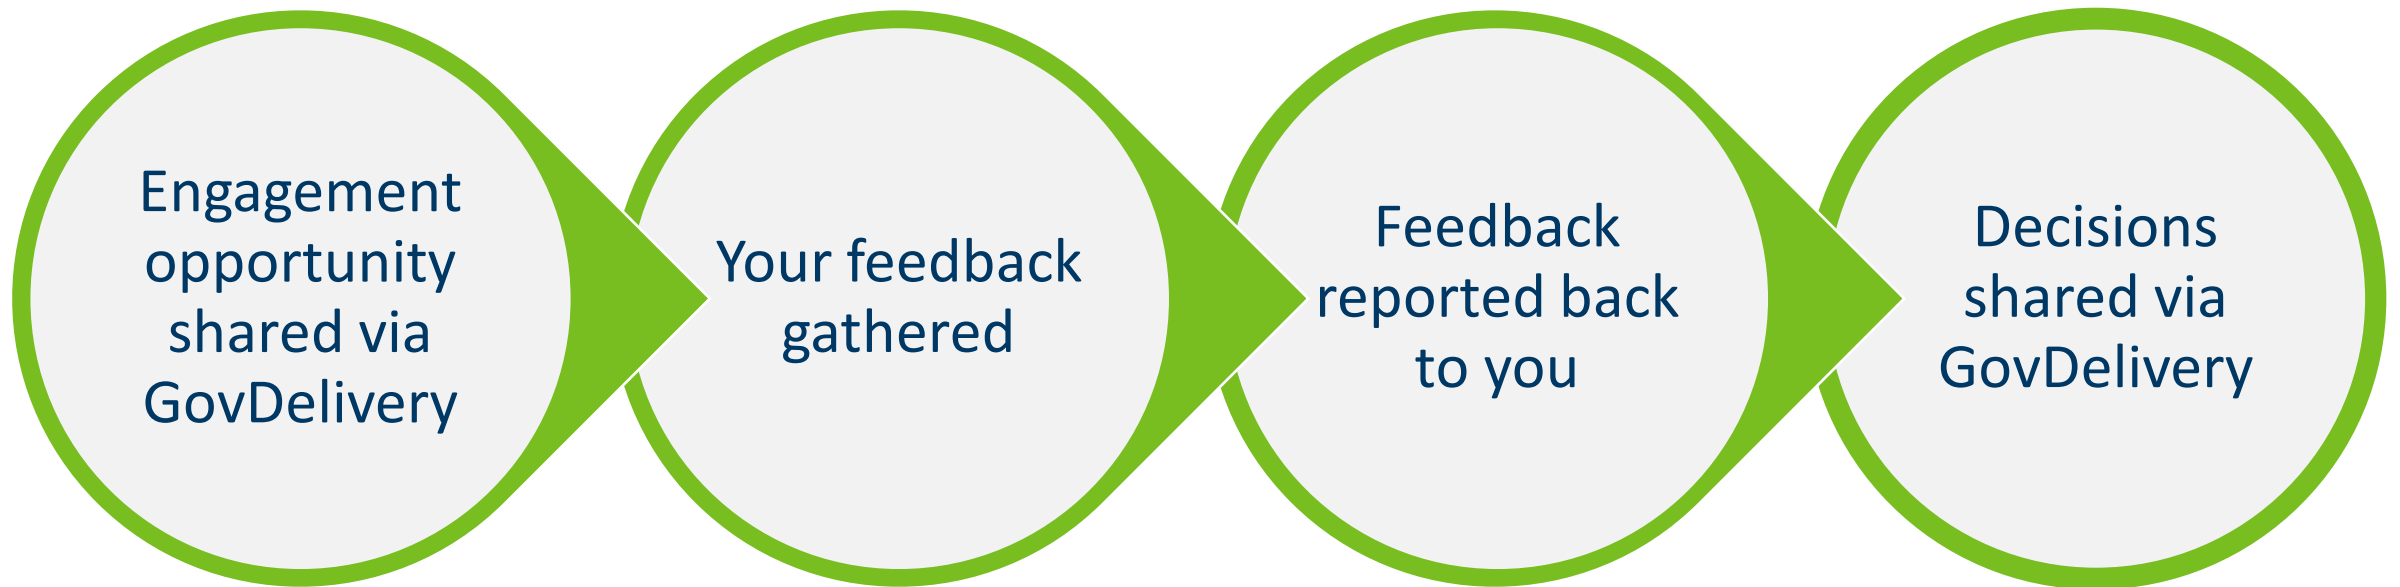 Engagement
opportunity
shared via
GovDelivery
Your feedback
gathered
Feedback
reported back
to you
Decisions
shared via
GovDelivery